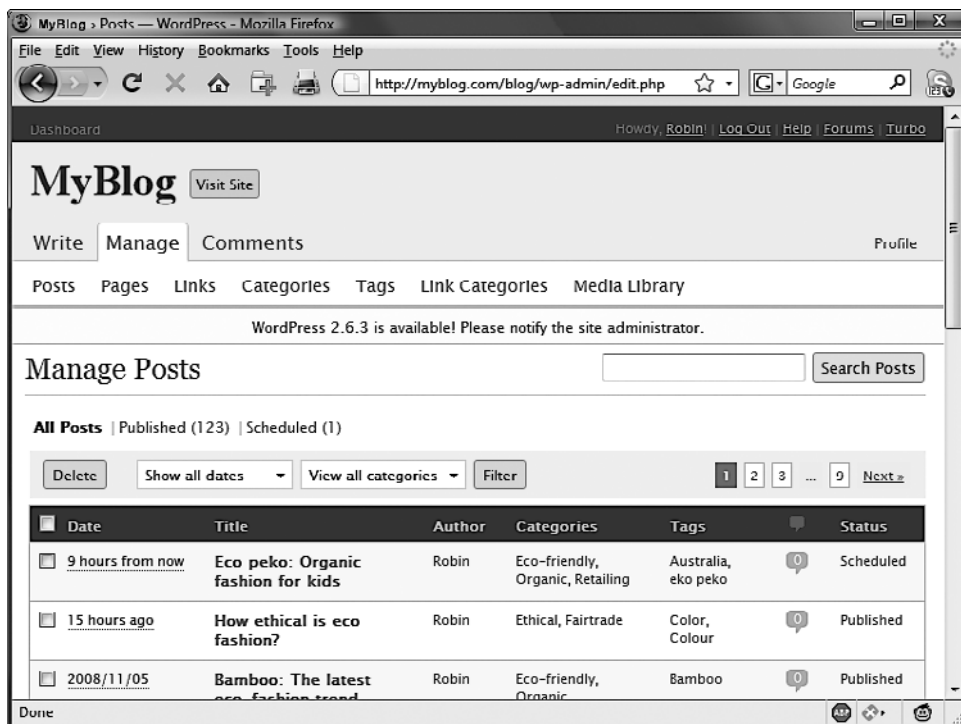 MyBlog › Posts — WordPress - Mozilla Firefox
File Edit View History Bookmarks Tools Help
http://myblog.com/blog/wp-admin/edit.php
G Google
Dashboard
Howdy, Robin! | Log Out | Help | Forums | Turbo
MyBlog Visit Site
Write Manage Comments Profile
Posts Pages Links Categories Tags Link Categories Media Library
WordPress 2.6.3 is available! Please notify the site administrator.
Manage Posts Search Posts
All Posts | Published (123) | Scheduled (1)
Delete Show all dates View all categories Filter 1 2 3 ... 9 Next »
Date Title Author Categories Tags Status
9 hours from now Eco peko: Organic Robin Eco-friendly, Australia, 0 Scheduled
fashion for kids Organic, Retailing eko peko
15 hours ago How ethical is eco Robin Ethical, Fairtrade Color, 0 Published
fashion? Colour
2008/11/05 Bamboo: The latest Robin Eco-friendly, Bamboo 0 Published
eco-fashion trend Organic
Done ABP